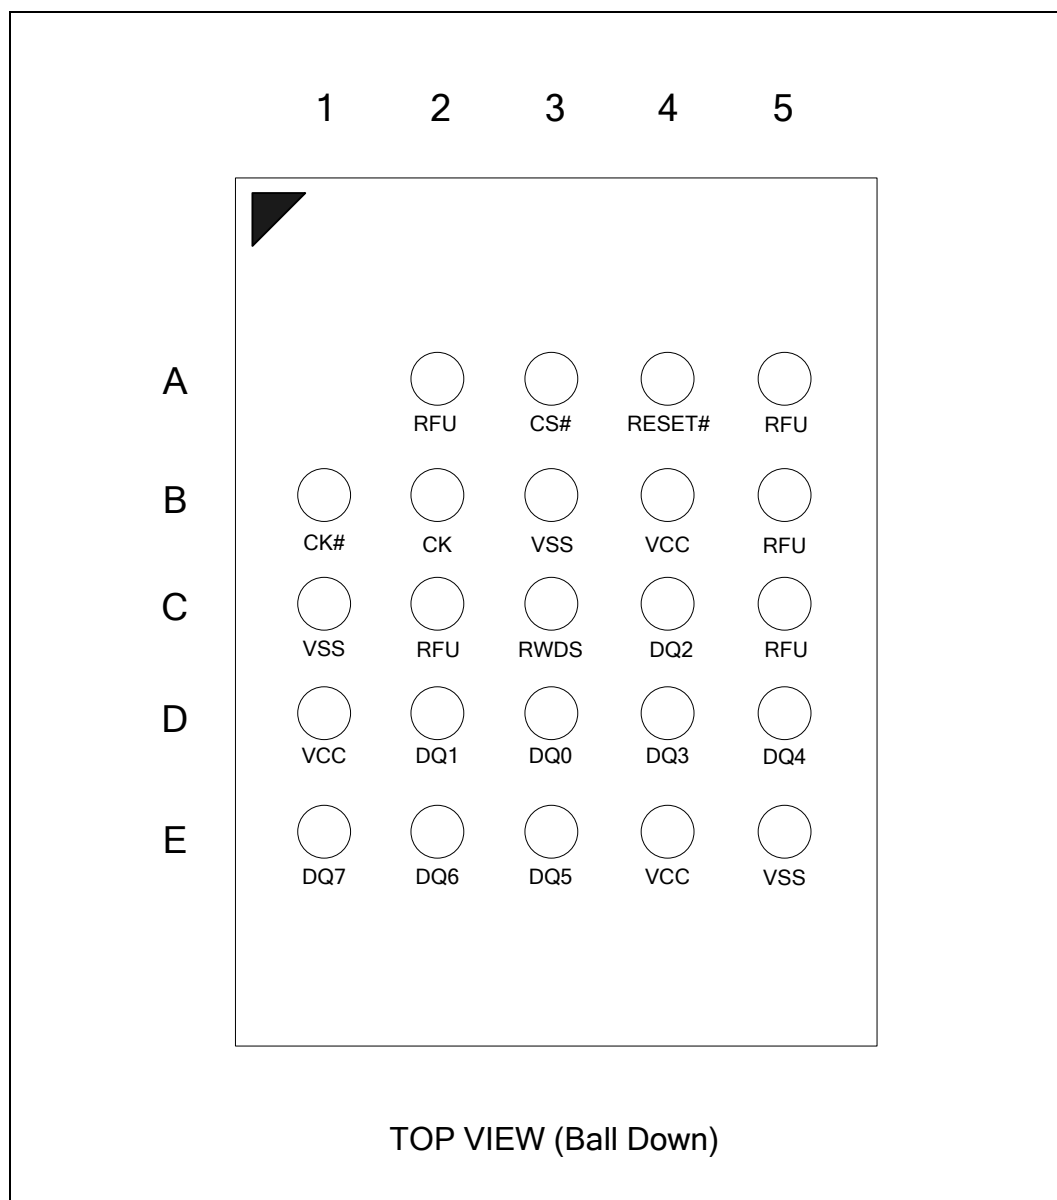 1 2 3 4 5
A
RFU CS# RESET# RFU
B
CK# CK VSS VCC RFU
C
VSS RFU RWDS DQ2 RFU
D
VCC DQ1 DQ0 DQ3 DQ4
E
DQ7 DQ6 DQ5 VCC VSS
TOP VIEW (Ball Down)